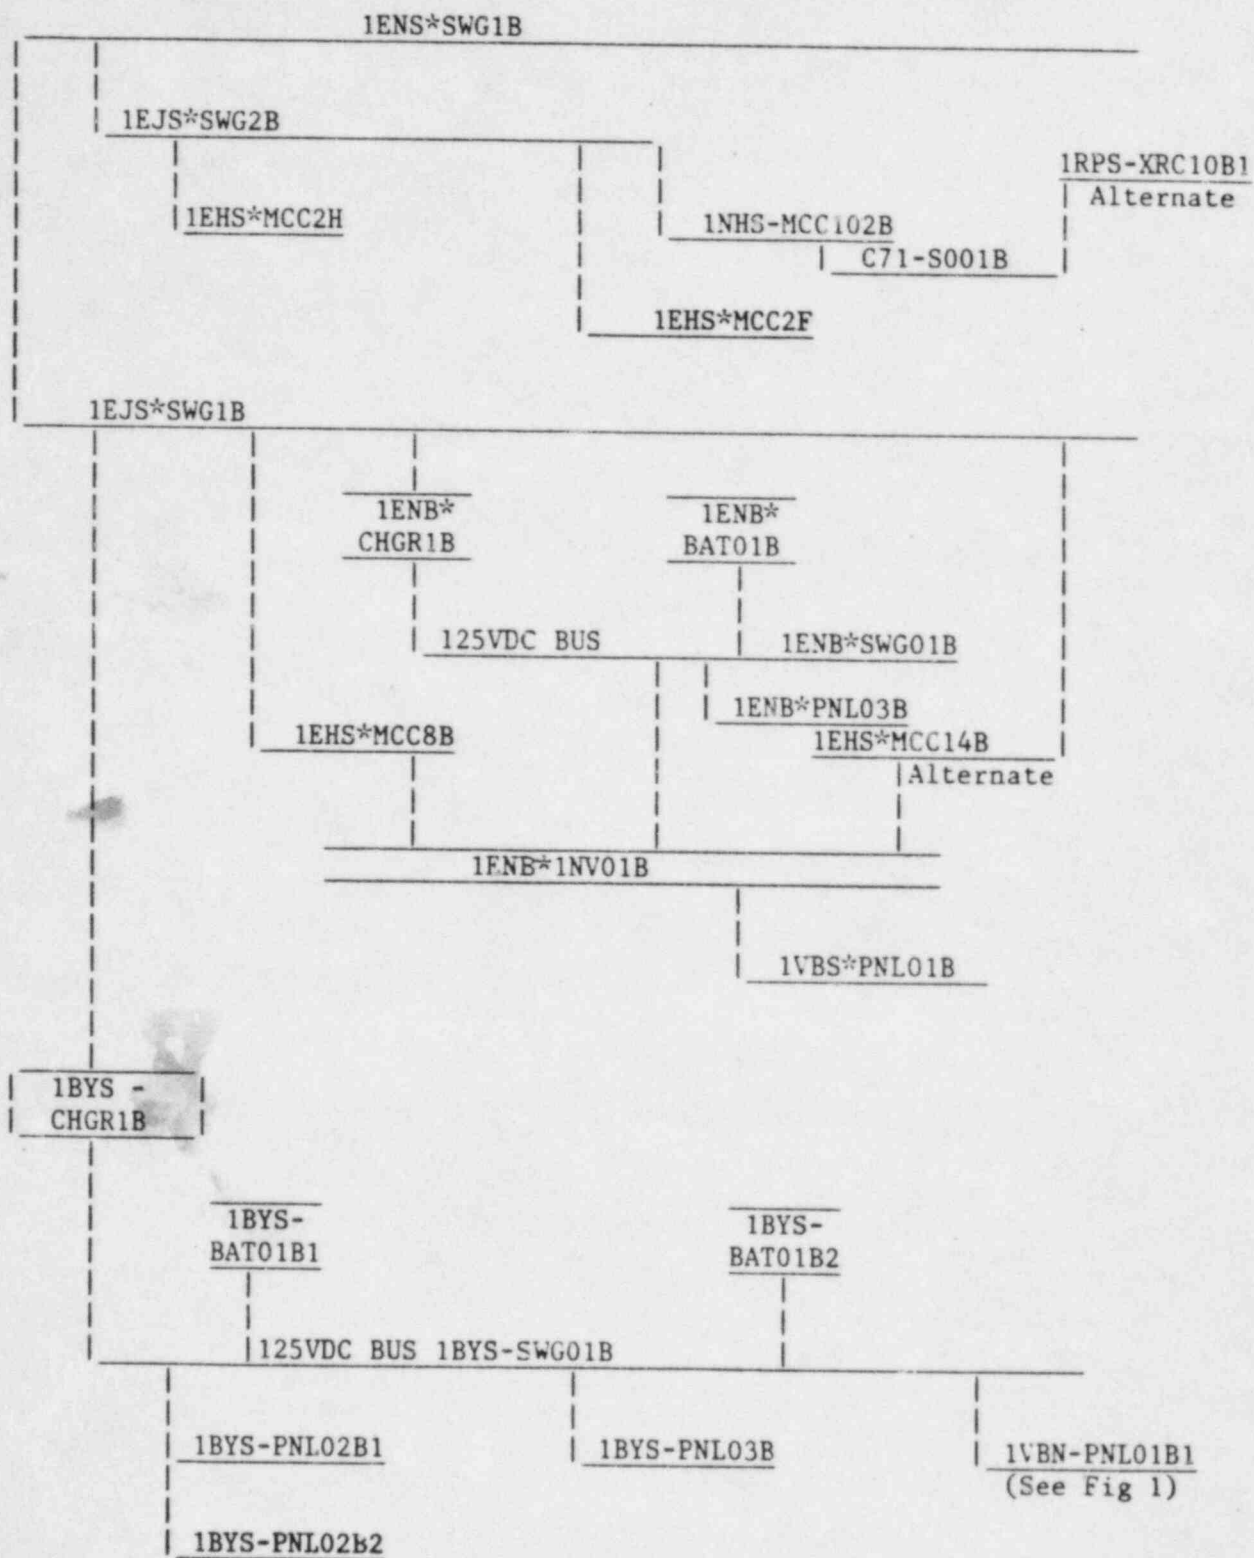 1ENS*SWG1B
1EJS*SWG2B
1RPS-XRC10B1
Alternate
1EHS*MCC2H
1NHS-MCC102B
C71-S001B
1EHS*MCC2F
1EJS*SWG1B
1ENB*
CHGR1B
1ENB*
BAT01B
125VDC BUS
1ENB*SWG01B
1ENB*PNL03B
1EHS*MCC8B
1EHS*MCC14B
Alternate
1ENB*1NV01B
1VBS*PNL01B
1BYS -
CHGR1B
1BYS-
BAT01B1
1BYS-
BAT01B2
125VDC BUS 1BYS-SWG01B
1BYS-PNL02B1
1BYS-PNL03B
1VBN-PNL01B1
(See Fig 1)
1BYS-PNL02B2